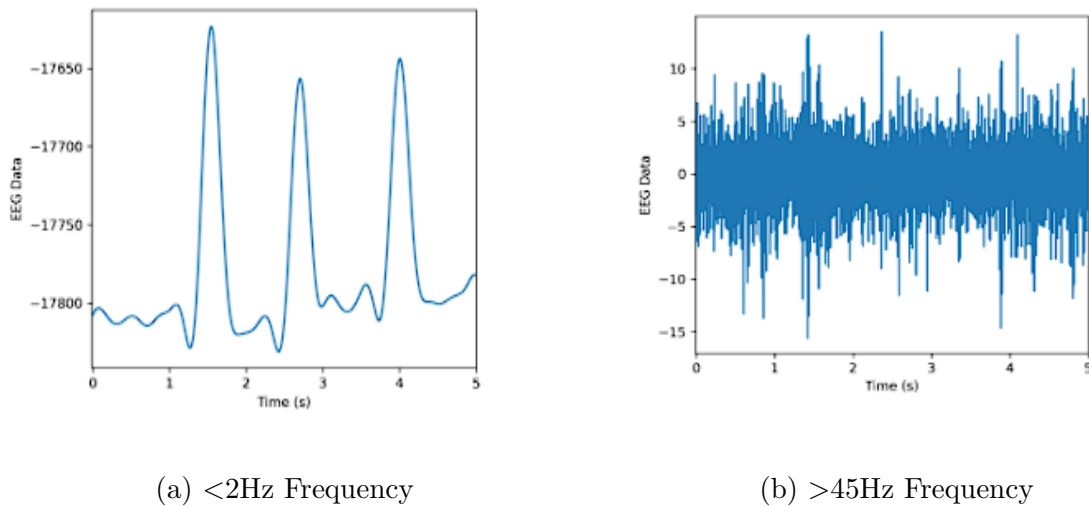 EEG Data
−17650
−17700
−17750
−17800
0 1 2 3 4 5
Time (s)
(a) <2Hz Frequency
EEG Data
10
5
0
−5
−10
−15
0 1 2 3 4 5
Time (s)
(b) >45Hz Frequency